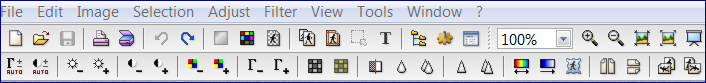 File Edit Image Selection Adjust Filter View Tools Window ?
T 100%
Γ± AUTO AUTO Γ- Γ+